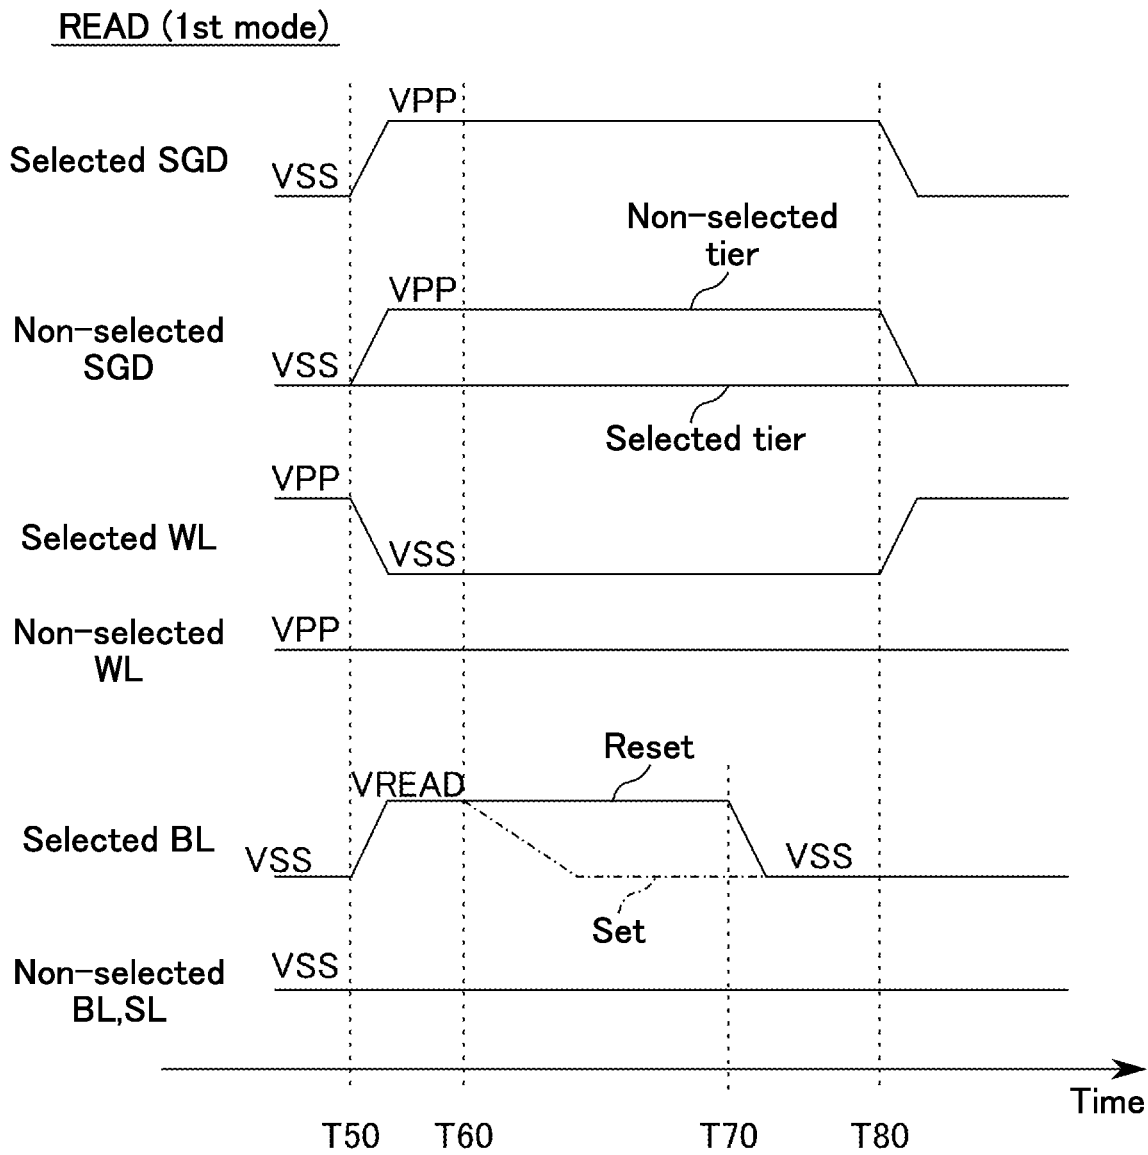 READ (1st mode)
VPP
Selected SGD
VSS
Non-selected
tier
VPP
Non-selected
SGD
VSS
Selected tier
VPP
Selected WL
VSS
Non-selected
WL
VPP
Reset
VREAD
Selected BL
VSS
VSS
Set
Non-selected
BL,SL
VSS
Time
T50 T60 T70 T80